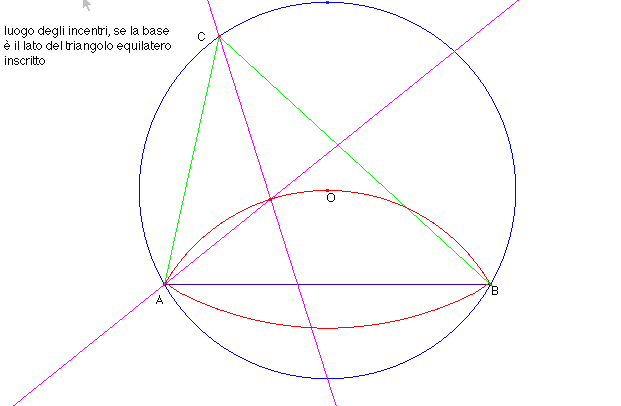 luogo degli incentri, se la base
è il lato del triangolo equilatero
inscritto
C
O
A
B